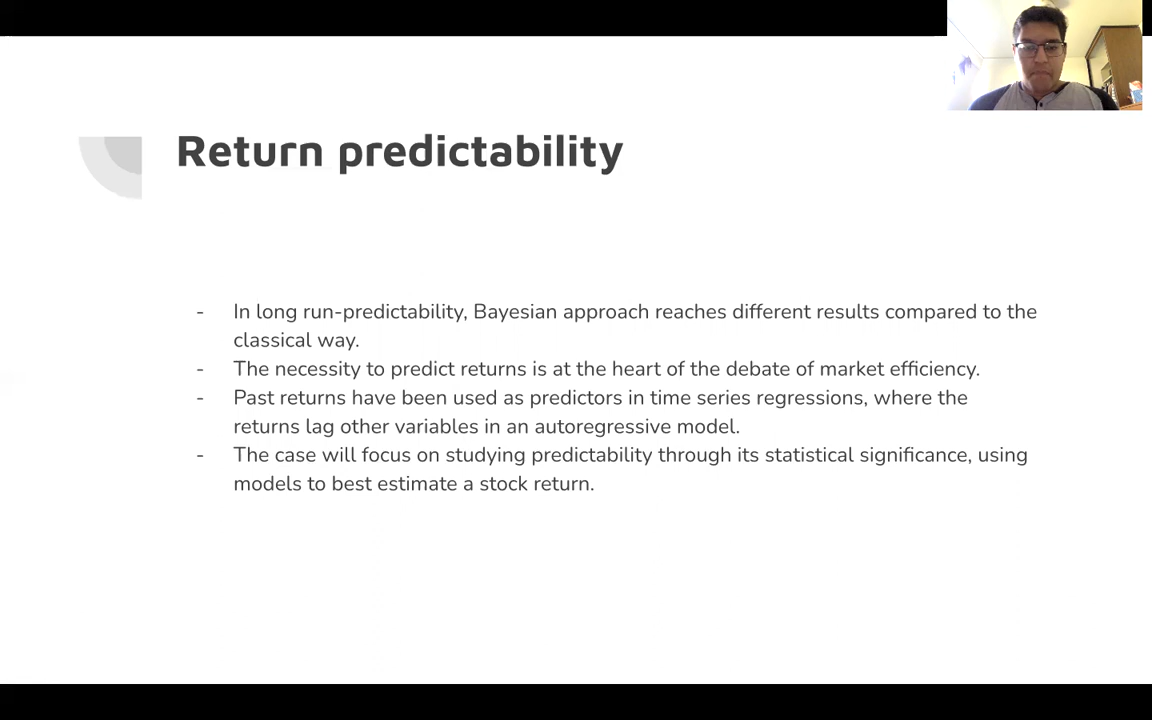 Return predictability
- In long run-predictability, Bayesian approach reaches different results compared to the
classical way.
- The necessity to predict returns is at the heart of the debate of market efficiency.
- Past returns have been used as predictors in time series regressions, where the
returns lag other variables in an autoregressive model.
- The case will focus on studying predictability through its statistical significance, using
models to best estimate a stock return.